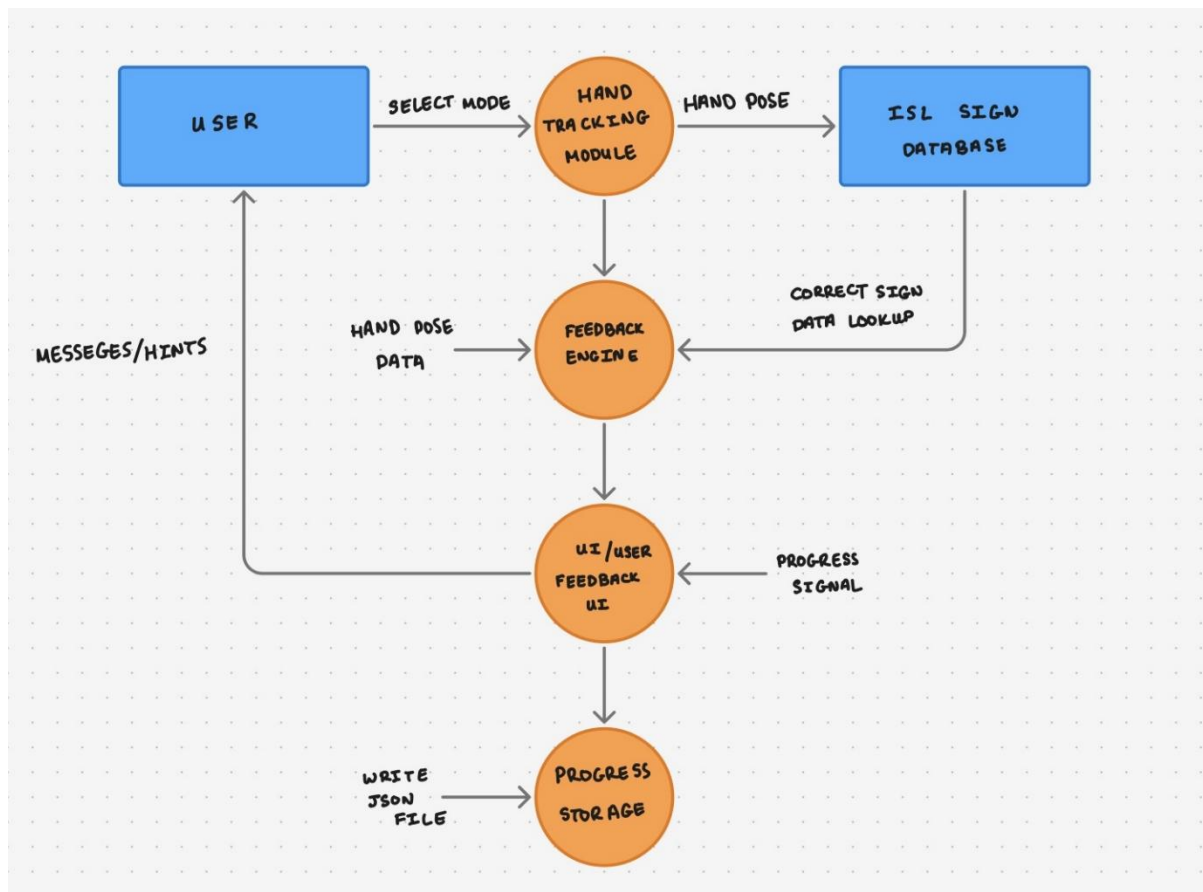 USER
SELECT MODE
HAND
TRACKING
MODULE
HAND POSE
ISL SIGN
DATABASE
MESSEGES/HINTS
HAND POSE
DATA
FEEDBACK
ENGINE
CORRECT SIGN
DATA LOOKUP
UI/USER
FEEDBACK
UI
PROGRESS
SIGNAL
WRITE
JSON
FILE
PROGRESS
STORAGE